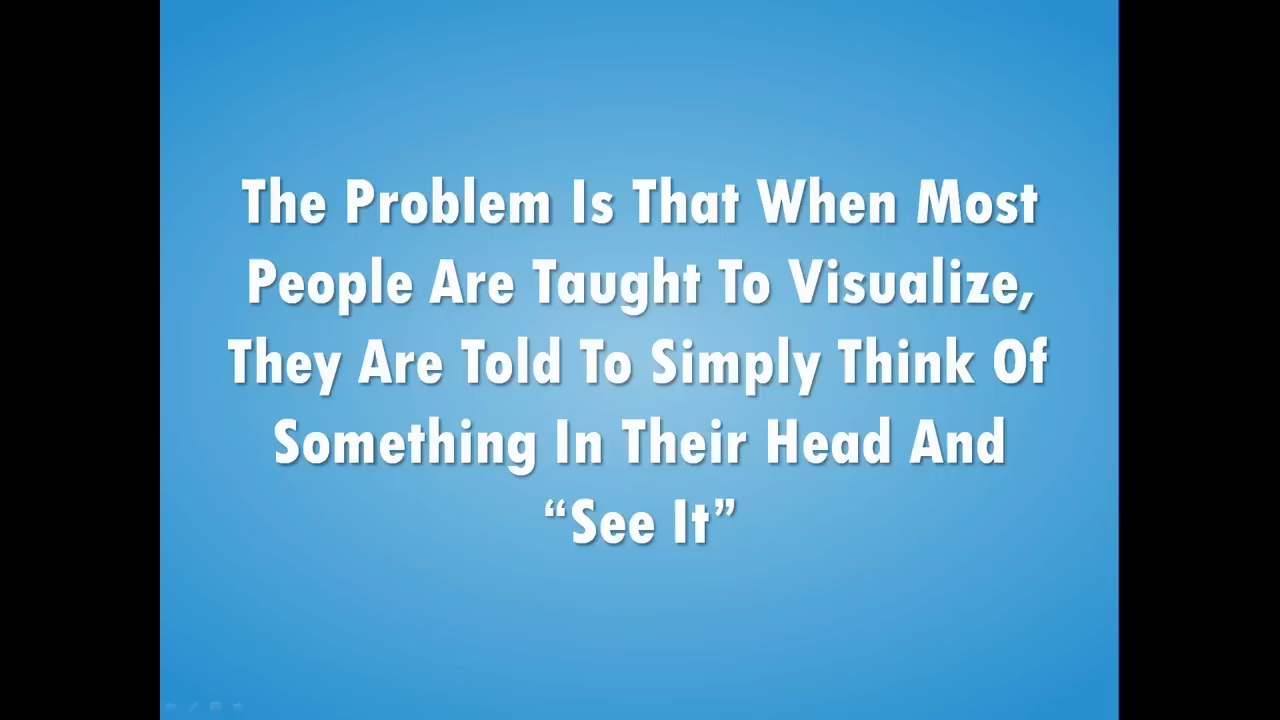 The Problem Is That When Most
People Are Taught To Visualize,
They Are Told To Simply Think Of
Something In Their Head And
“See It”